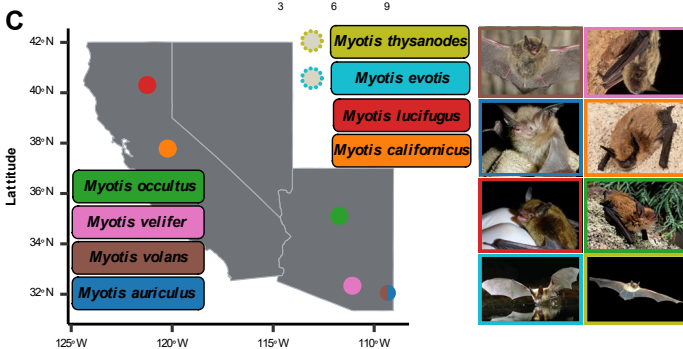 3 6 9
C
42°N
Myotis thysanodes
Myotis evotis
40°N
Myotis lucifugus
38°N
Myotis californicus
Lattitude
Myotis occultus
36°N
Myotis velifer
34°N
Myotis volans
32°N
Myotis auriculus
125°W 120°W 115°W 110°W